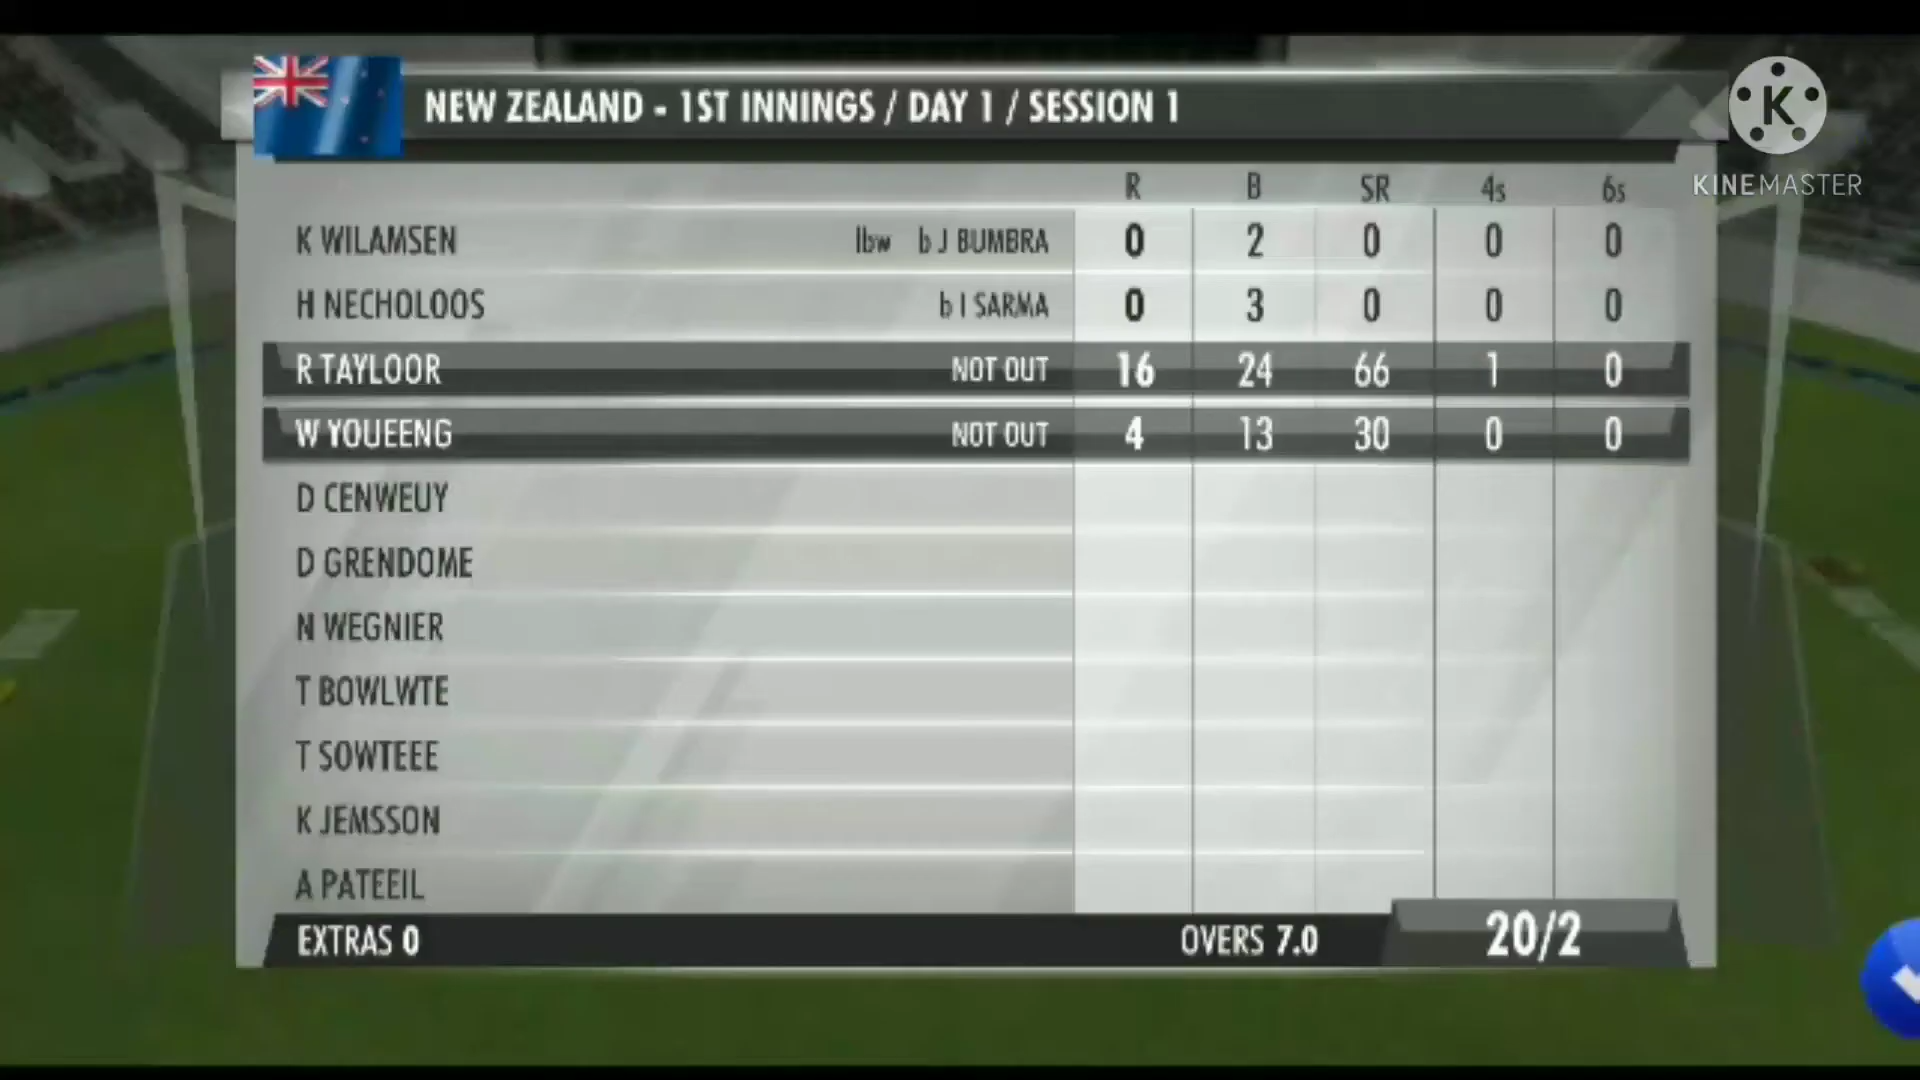 NEW ZEALAND - 1ST INNINGS / DAY 1 / SESSION 1
K
KINEMASTER
R B SR 4s 6s
K WILAMSEN lbw b J BUMBRA 0 2 0 0 0
H NECHOLOOS b I SARMA 0 3 0 0 0
R TAYLOOR NOT OUT 16 24 66 1 0
W YOUEENG NOT OUT 4 13 30 0 0
D CENWEUY
D GRENDOME
N WEGNIER
T BOWLWTE
T SOWTEEE
K JEMSSON
A PATEEIL
EXTRAS 0 OVERS 7.0 20/2